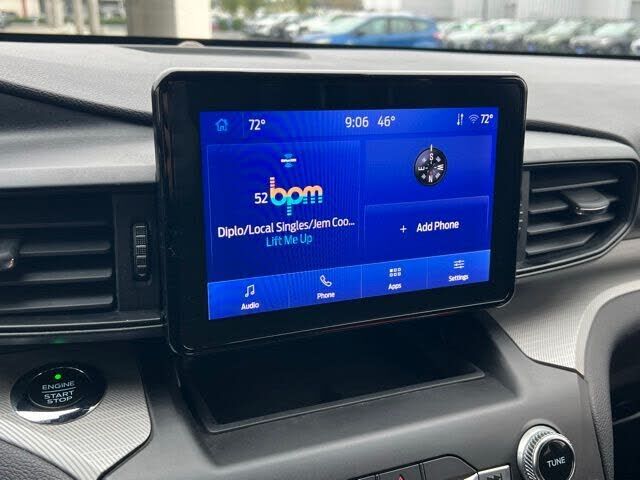 72° 9:06 46° 72°
52 bpm
Diplo/Local Singles/Jem Coo...
Lift Me Up
S
E W
N
+ Add Phone
Audio Phone Apps Settings
ENGINE
START
STOP
TUNE